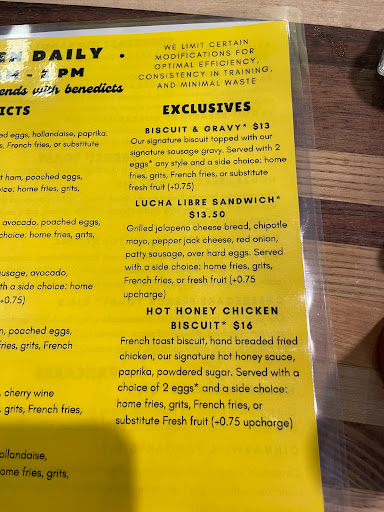 EN DAILY •
M - 2 PM
ends with benedicts
ICTS
ed eggs, hollandaise, paprika.
s, French fries, or substitute
t ham, poached eggs,
ice: home fries, grits,
avocado, poached eggs,
choice: home fries, grits,
usage, avocado,
th a side choice: home
+0.75)
n, poached eggs,
ries, grits, French
, cherry wine
, grits, French fries,
ollandaise,
ome fries, grits,
WE LIMIT CERTAIN
MODIFICATIONS FOR
OPTIMAL EFFICIENCY,
CONSISTENCY IN TRAINING,
AND MINIMAL WASTE
EXCLUSIVES
BISCUIT & GRAVY* $13
Our signature biscuit topped with our
signature sausage gravy. Served with 2
eggs* any style and a side choice: home
fries, grits, French fries, or substitute
fresh fruit (+0.75)
LUCHA LIBRE SANDWICH*
$13.50
Grilled jalapeno cheese bread, chipotle
mayo, pepper jack cheese, red onion,
patty sausage, over hard eggs. Served
with a side choice: home fries, grits,
French fries, or fresh fruit (+0.75
upcharge)
HOT HONEY CHICKEN
BISCUIT* $16
French toast biscuit, hand breaded fried
chicken, our signature hot honey sauce,
paprika, powdered sugar. Served with a
choice of 2 eggs* and a side choice:
home fries, grits, French fries, or
substitute Fresh fruit (+0.75 upcharge)